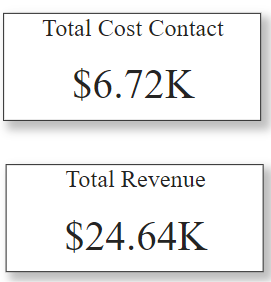 Total Cost Contact
$6.72K
Total Revenue
$24.64K